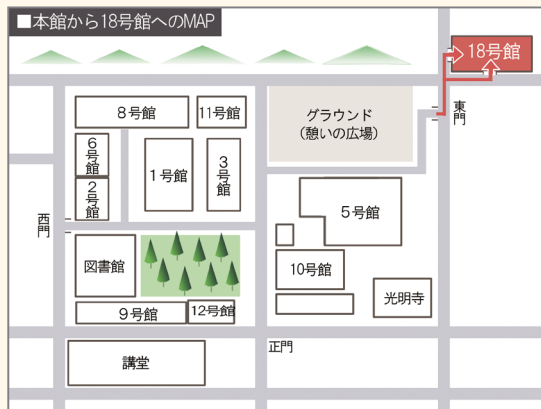 ■本館から18号館へのMAP
18号館
8号館
11号館
グラウンド
(憩いの広場)
東門
6号館
1号館
3号館
2号館
5号館
西門
図書館
10号館
光明寺
9号館
12号館
正門
講堂